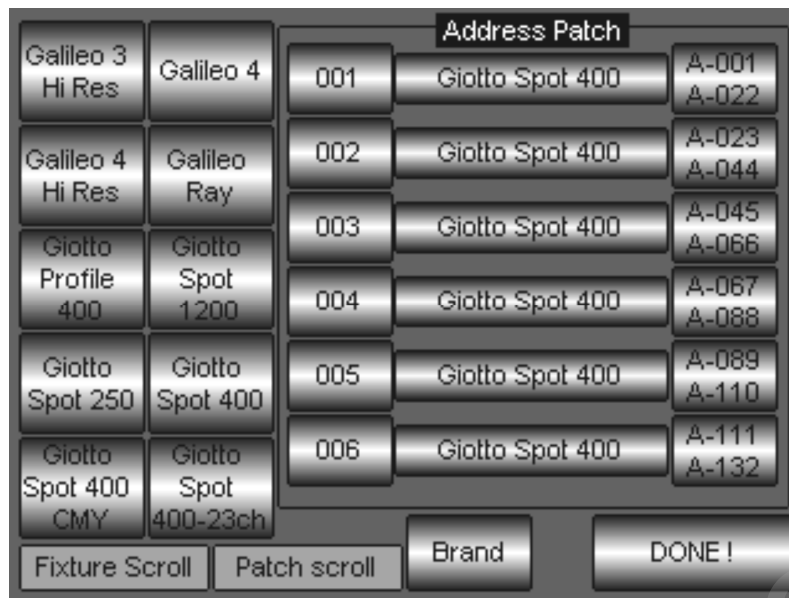 Galileo 3
Hi Res
Galileo 4
Galileo 4
Hi Res
Galileo
Ray
Giotto
Profile
400
Giotto
Spot
1200
Giotto
Spot 250
Giotto
Spot 400
Giotto
Spot 400
CMY
Giotto
Spot
400-23ch
Fixture Scroll
Patch scroll
Address Patch
001
Giotto Spot 400
A-001
A-022
002
Giotto Spot 400
A-023
A-044
003
Giotto Spot 400
A-045
A-066
004
Giotto Spot 400
A-067
A-088
005
Giotto Spot 400
A-089
A-110
006
Giotto Spot 400
A-111
A-132
Brand
DONE !